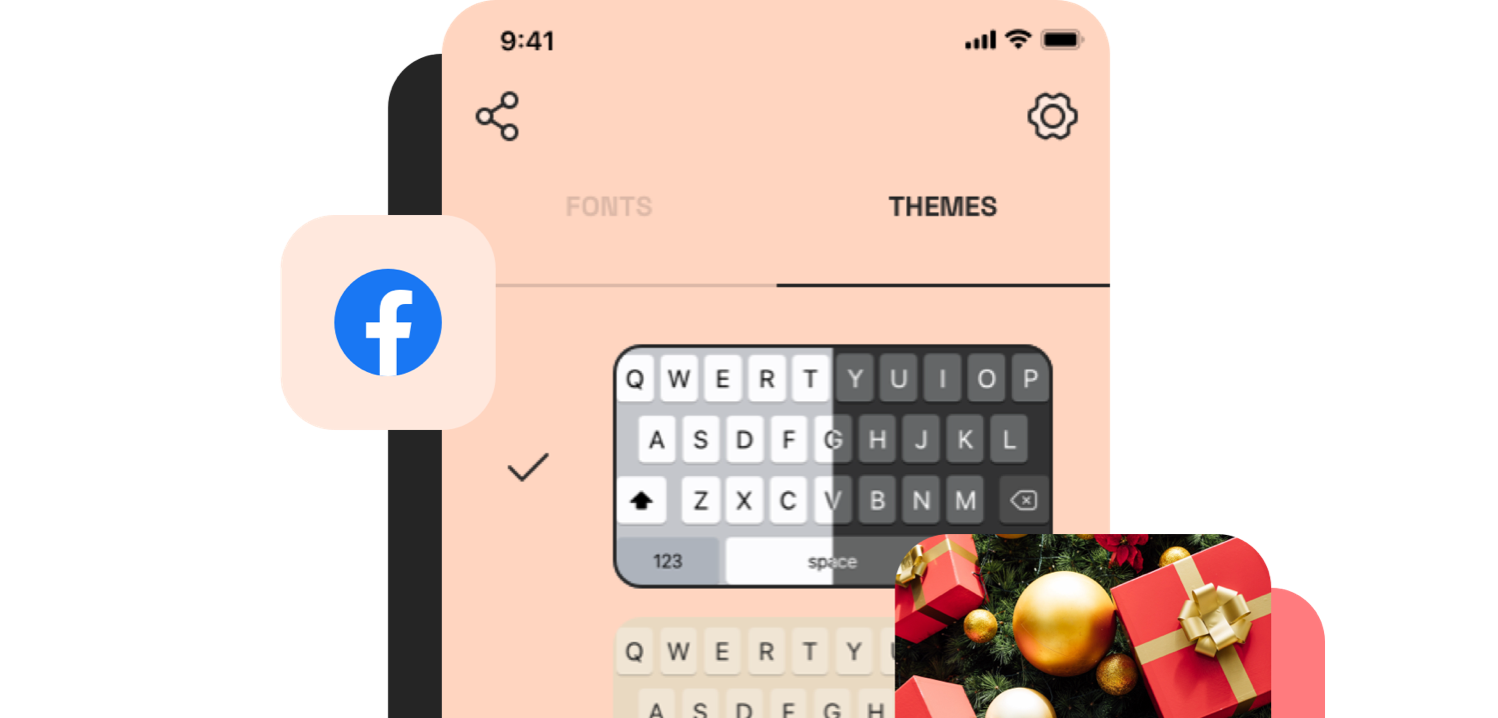 9:41
FONTS THEMES
Q W E R T Y U I O P
A S D F G H J K L
Z X C V B N M
123 space
Q W E R T Y
A S D F G H